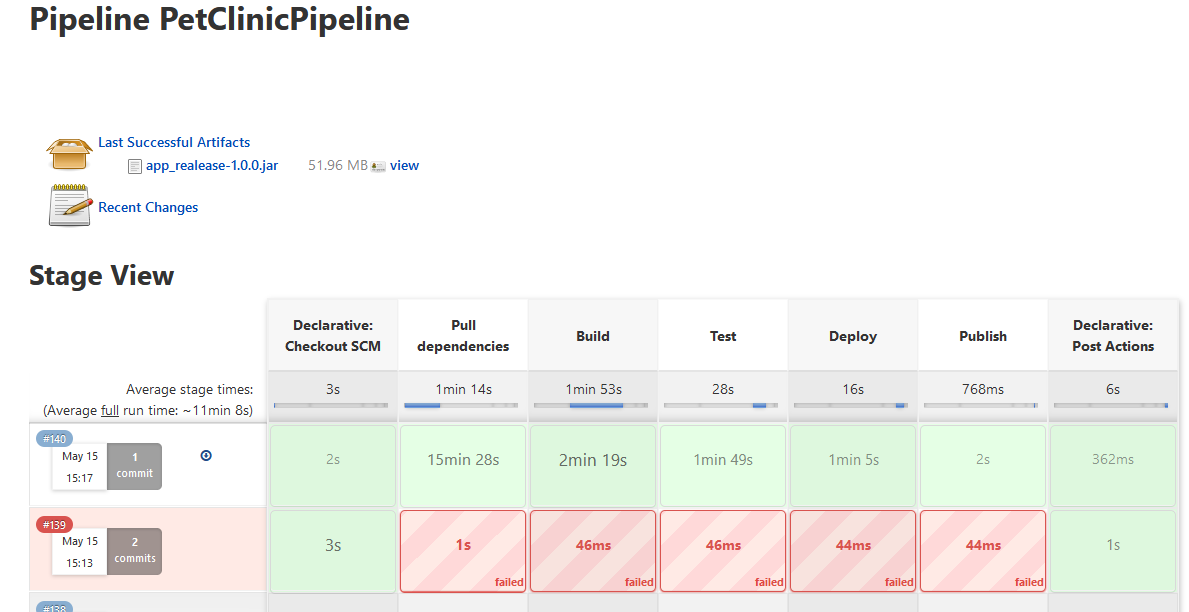 Pipeline PetClinicPipeline
Last Successful Artifacts
app_realease-1.0.0.jar 51.96 MB view
Recent Changes
Stage View
Declarative: Checkout SCM
Pull dependencies
Build
Test
Deploy
Publish
Declarative: Post Actions
Average stage times:
(Average full run time: ~11min 8s)
3s 1min 14s 1min 53s 28s 16s 768ms 6s
#140
May 15
15:17
1
commit
2s 15min 28s 2min 19s 1min 49s 1min 5s 2s 362ms
#139
May 15
15:13
2
commits
3s 1s 46ms 46ms 44ms 44ms 1s
failed failed failed failed failed
#138